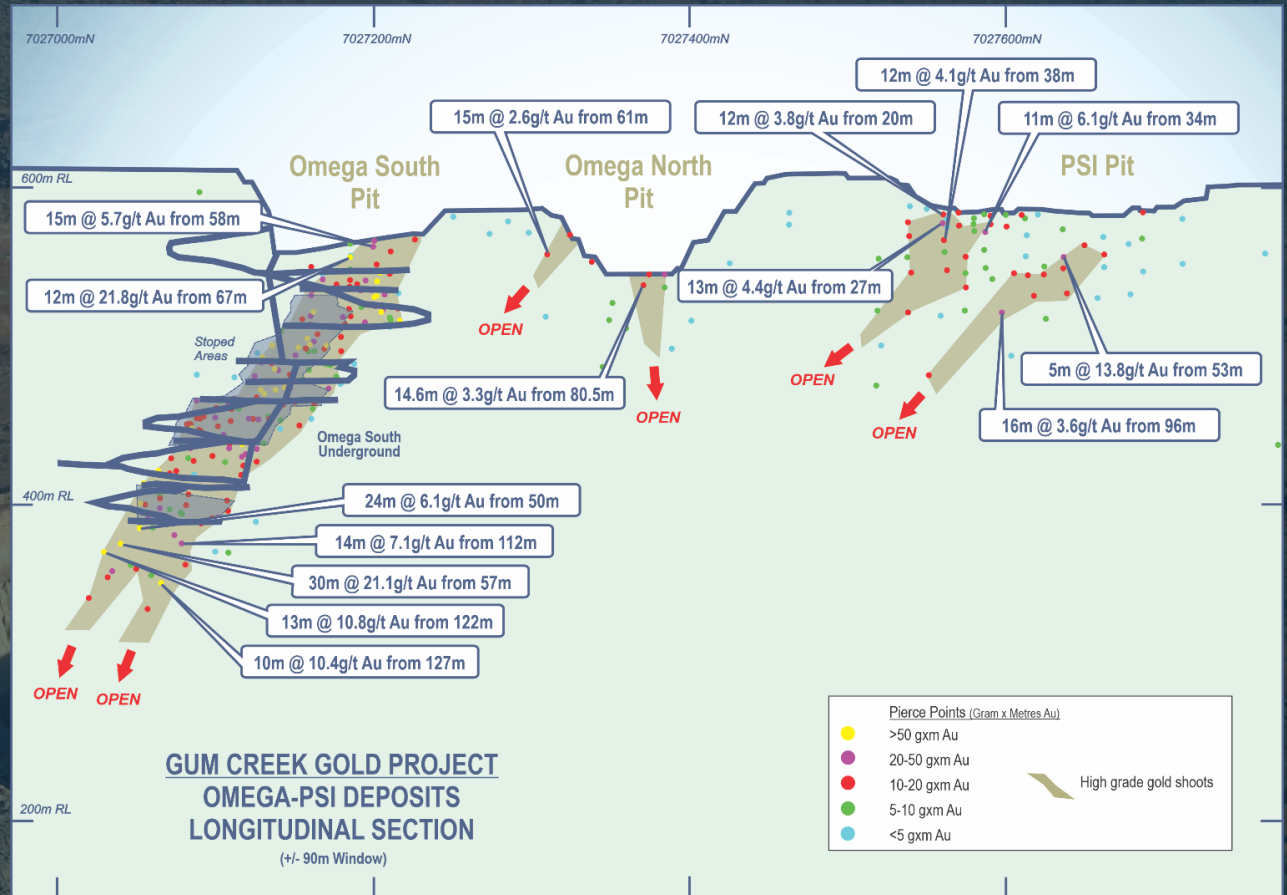 7027000mN
7027200mN
7027400mN
7027600mN
12m @ 4.1g/t Au from 38m
15m @ 2.6g/t Au from 61m
12m @ 3.8g/t Au from 20m
11m @ 6.1g/t Au from 34m
Omega South
Pit
Omega North
Pit
PSI Pit
600m RL
15m @ 5.7g/t Au from 58m
12m @ 21.8g/t Au from 67m
13m @ 4.4g/t Au from 27m
OPEN
Stoped
Areas
14.6m @ 3.3g/t Au from 80.5m
OPEN
OPEN
5m @ 13.8g/t Au from 53m
OPEN
16m @ 3.6g/t Au from 96m
Omega South
Underground
400m RL
24m @ 6.1g/t Au from 50m
14m @ 7.1g/t Au from 112m
30m @ 21.1g/t Au from 57m
13m @ 10.8g/t Au from 122m
10m @ 10.4g/t Au from 127m
OPEN
OPEN
GUM CREEK GOLD PROJECT
OMEGA-PSI DEPOSITS
LONGITUDINAL SECTION
(+/- 90m Window)
200m RL
Pierce Points (Gram x Metres Au)
>50 gxm Au
20-50 gxm Au
10-20 gxm Au
5-10 gxm Au
<5 gxm Au
High grade gold shoots